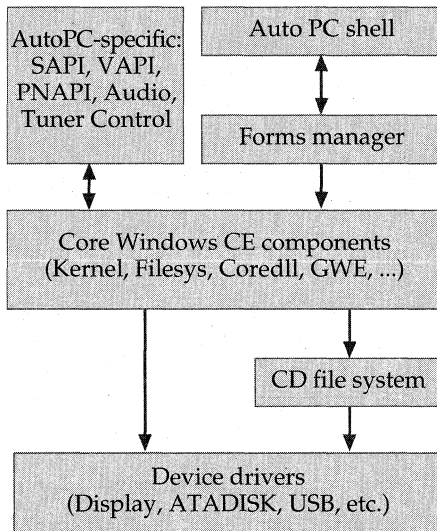 AutoPC-specific:
SAPI, VAPI,
PNAPI, Audio,
Tuner Control
Auto PC shell
Forms manager
Core Windows CE components
(Kernel, Filesys, Coredll, GWE, ...)
CD file system
Device drivers
(Display, ATADISK, USB, etc.)